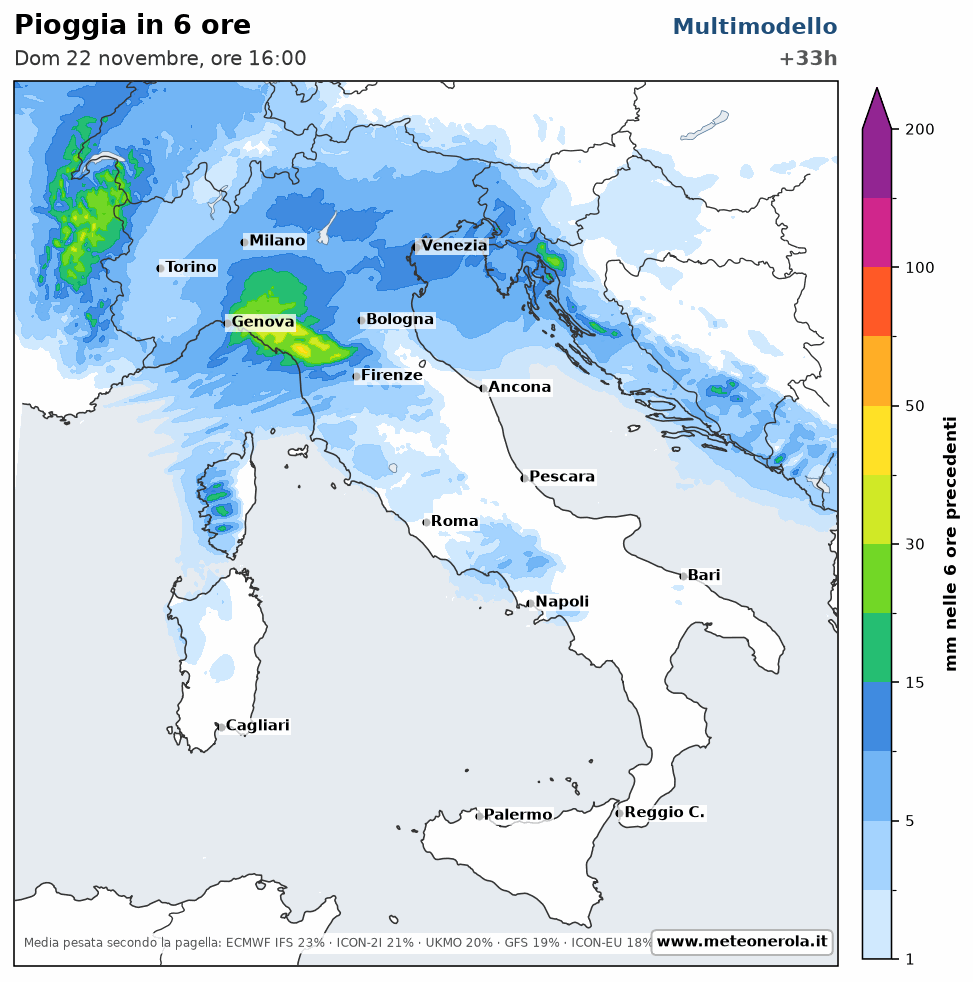 Pioggia in 6 ore
Multimodello
Dom 22 novembre, ore 16:00
+33h
200
100
50
30
15
5
1
mm nelle 6 ore precedenti
Milano
Venezia
Torino
Genova
Bologna
Firenze
Ancona
Pescara
Roma
Bari
Napoli
Cagliari
Palermo
Reggio C.
Media pesata secondo la pagella: ECMWF IFS 23% · ICON-2I 21% · UKMO 20% · GFS 19% · ICON-EU 18%
www.meteonerola.it